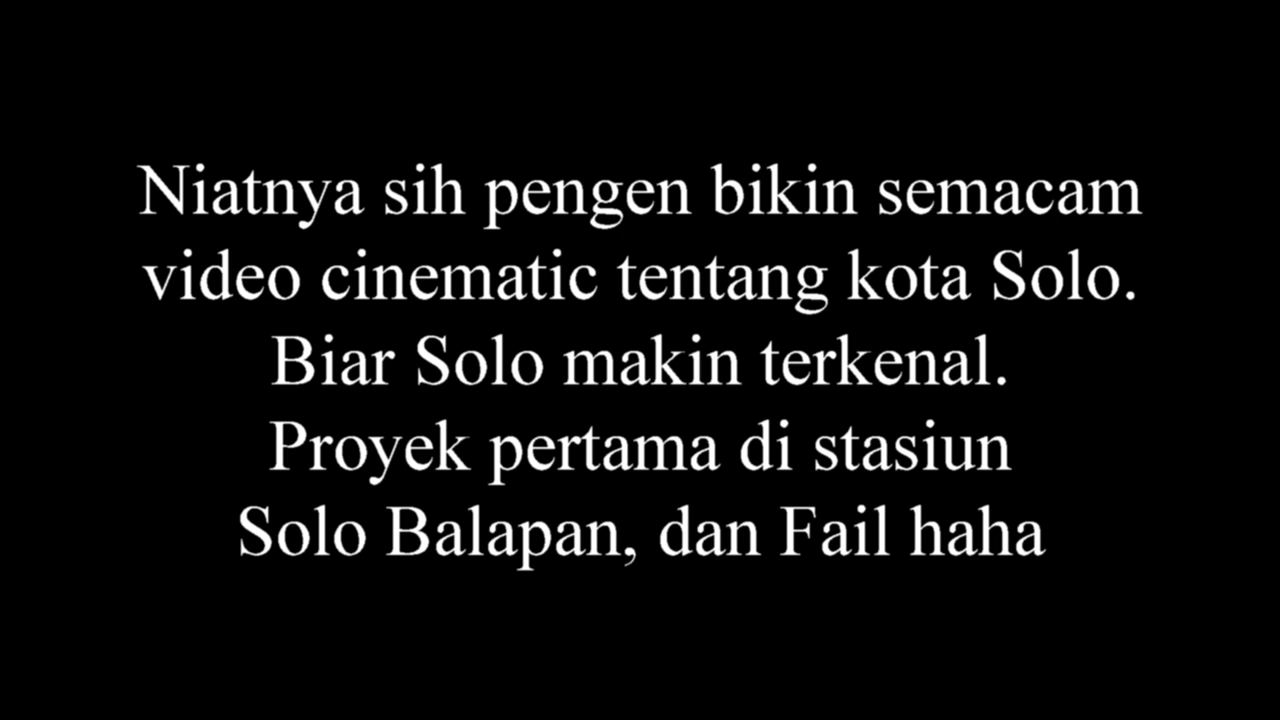 Niatnya sih pengen bikin semacam
video cinematic tentang kota Solo.
Biar Solo makin terkenal.
Proyek pertama di stasiun
Solo Balapan, dan Fail haha